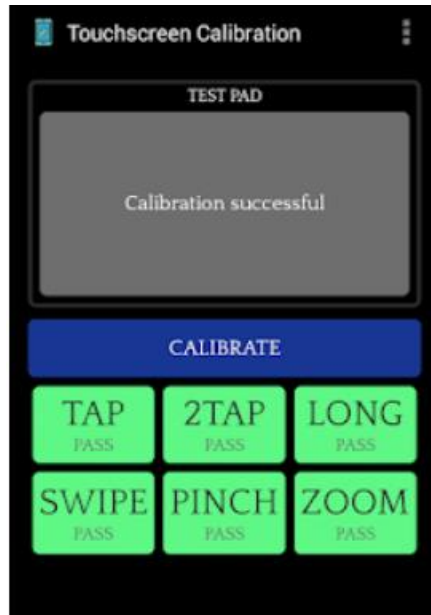 Touchscreen Calibration
TEST PAD
Calibration successful
CALIBRATE
TAP 2TAP LONG
PASS PASS PASS
SWIPE PINCH ZOOM
PASS PASS PASS